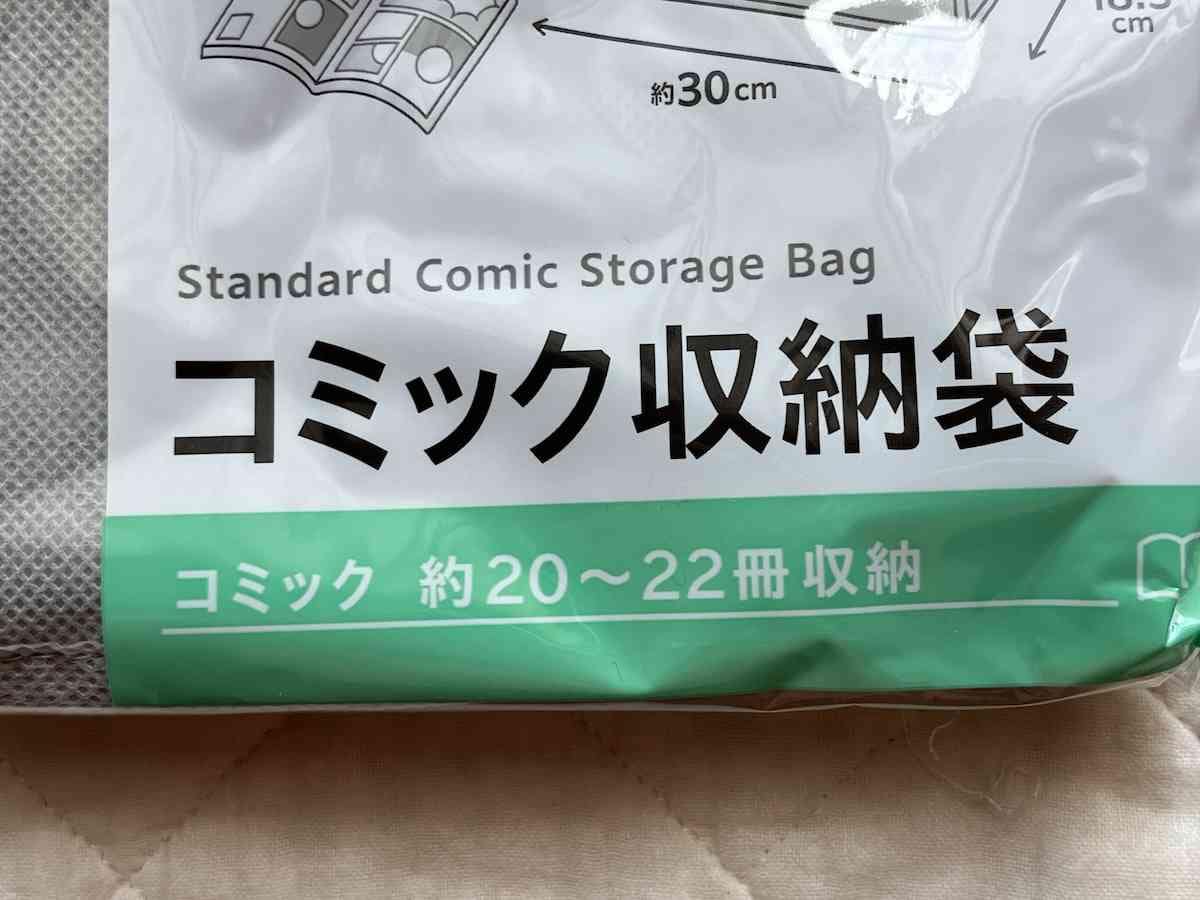 cm
約30cm
Standard Comic Storage Bag
コミック収納袋
コミック 約20～22冊収納